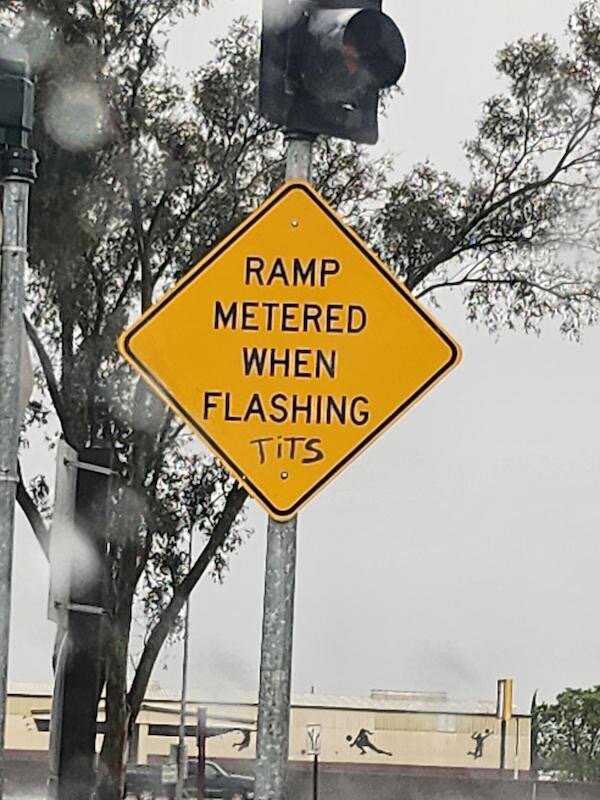 RAMP
METERED
WHEN
FLASHING
TiTS